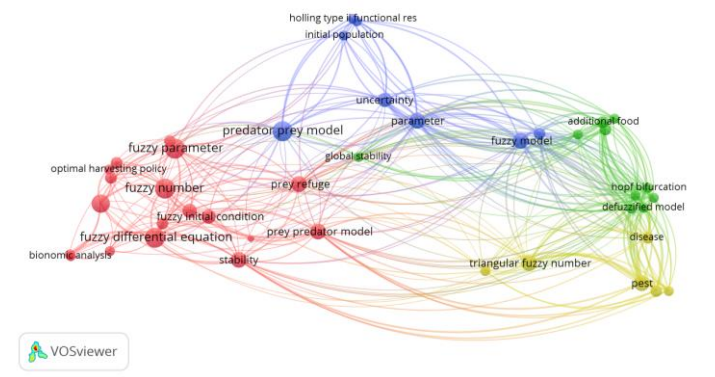 holling type ii functional res
initial population
uncertainty
parameter
additional food
predator prey model
fuzzy model
fuzzy parameter
global stability
optimal harvesting policy
prey refuge
fuzzy number
hopf bifurcation
defuzzified model
fuzzy initial condition
prey predator model
fuzzy differential equation
disease
bionomic analysis
stability
triangular fuzzy number
pest
VOSviewer